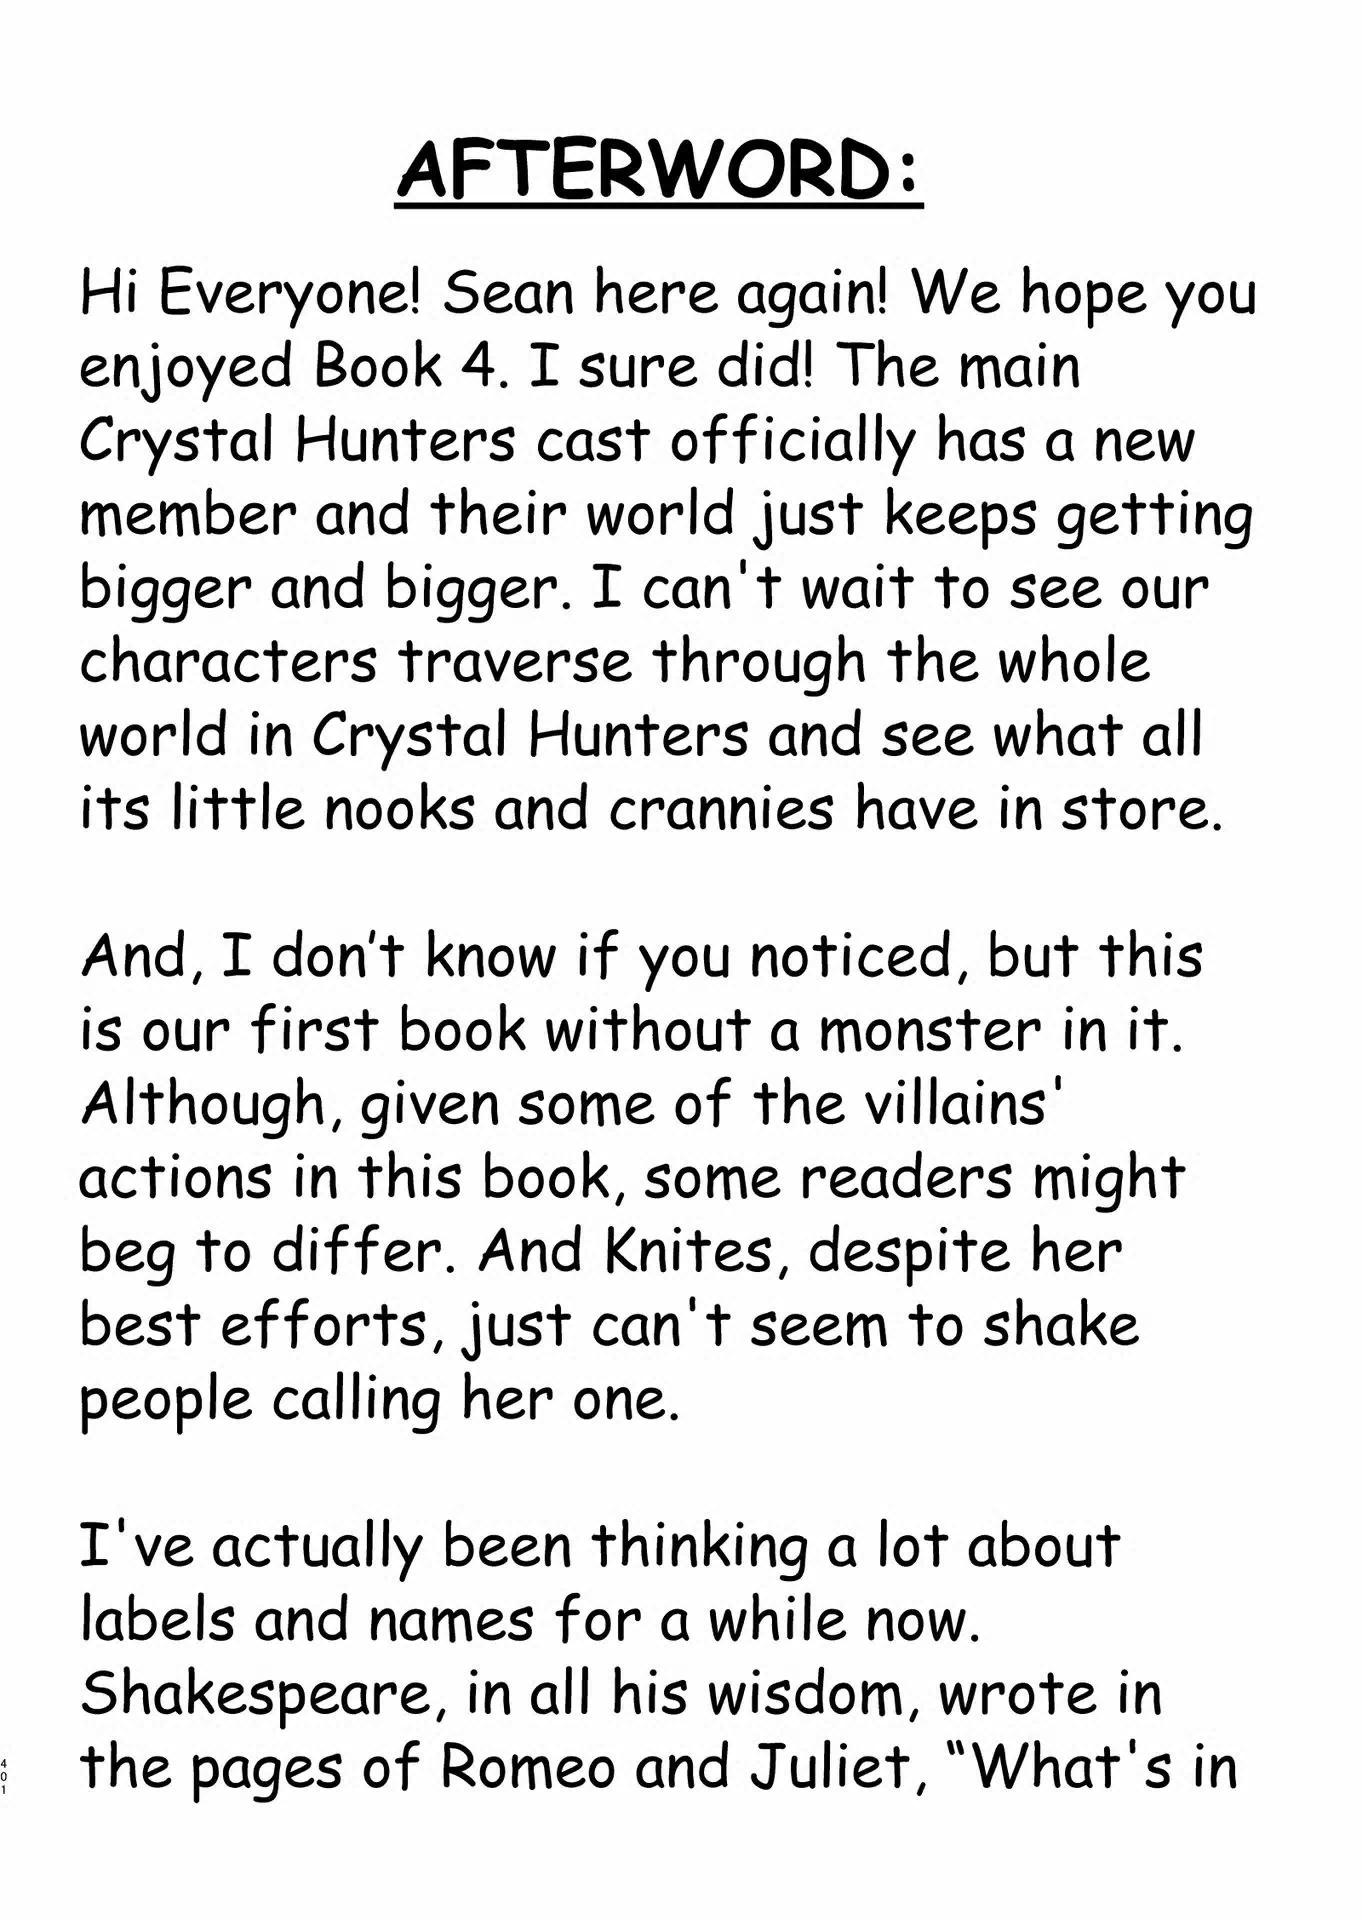 AFTERWORD:
Hi Everyone! Sean here again! We hope you
enjoyed Book 4. I sure did! The main
Crystal Hunters cast officially has a new
member and their world just keeps getting
bigger and bigger. I can't wait to see our
characters traverse through the whole
world in Crystal Hunters and see what all
its little nooks and crannies have in store.
And, I don’t know if you noticed, but this
is our first book without a monster in it.
Although, given some of the villains'
actions in this book, some readers might
beg to differ. And Knites, despite her
best efforts, just can't seem to shake
people calling her one.
I've actually been thinking a lot about
labels and names for a while now.
Shakespeare, in all his wisdom, wrote in
the pages of Romeo and Juliet, “What's in
401